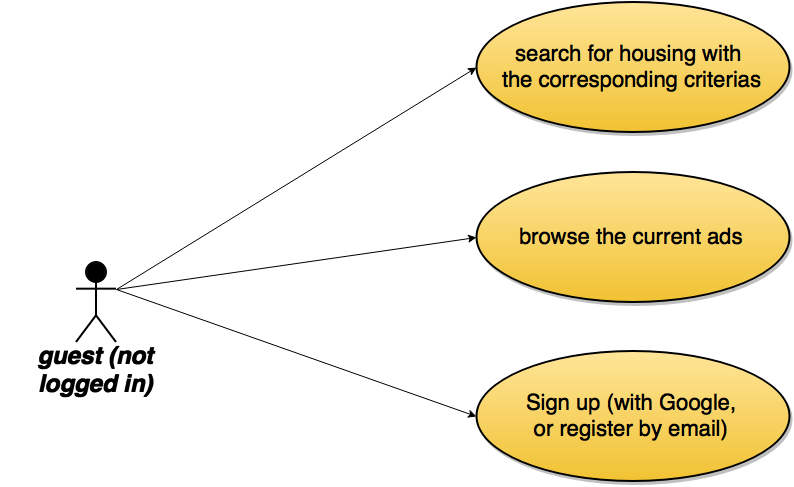 search for housing with
the corresponding criterias
browse the current ads
guest (not
logged in)
Sign up (with Google,
or register by email)